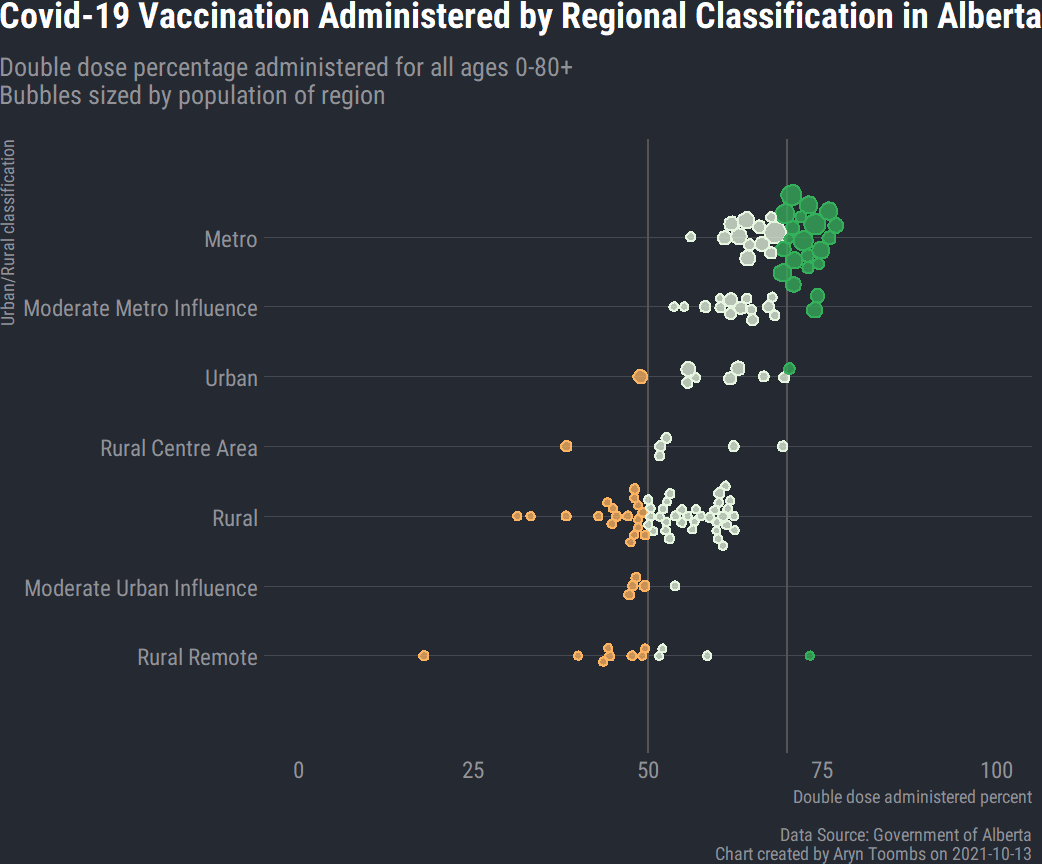 Covid-19 Vaccination Administered by Regional Classification in Alberta
Double dose percentage administered for all ages 0-80+
Bubbles sized by population of region
Urban/Rural classification
Metro
Moderate Metro Influence
Urban
Rural Centre Area
Rural
Moderate Urban Influence
Rural Remote
0 25 50 75 100
Double dose administered percent
Data Source: Government of Alberta
Chart created by Aryn Toombs on 2021-10-13